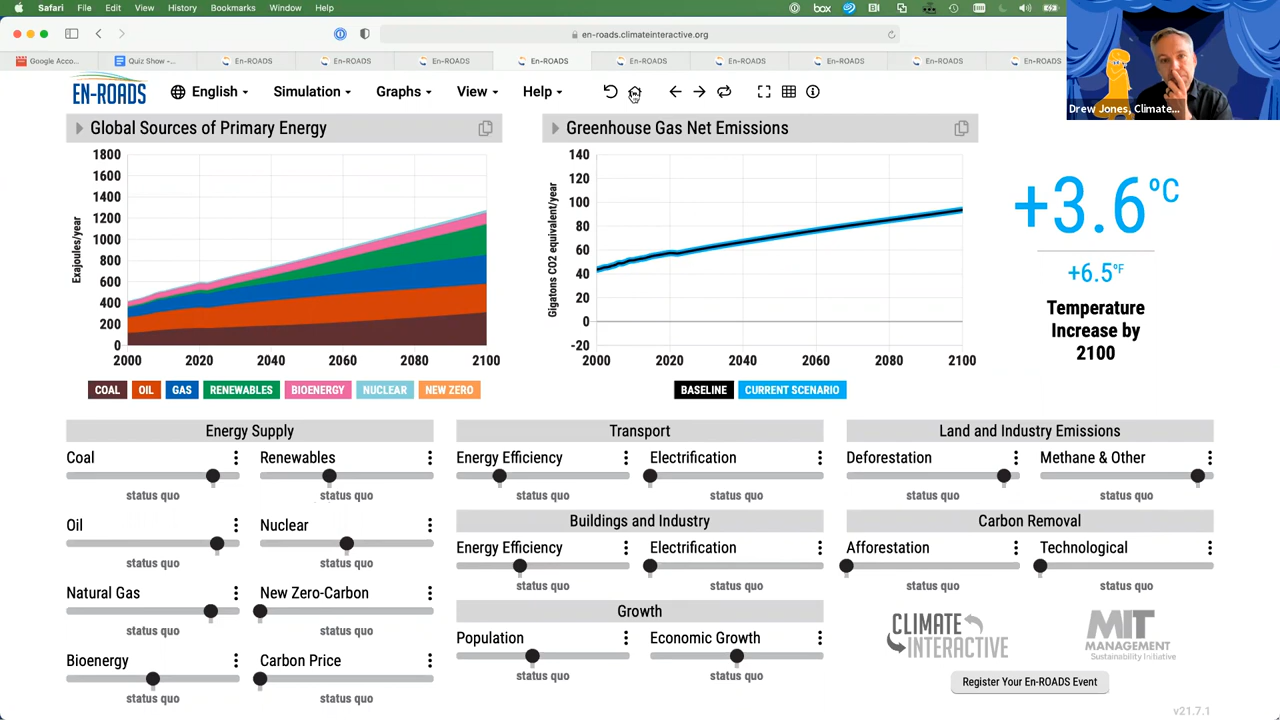 Safari File Edit View History Bookmarks Window Help
box
BI
en-roads.climateinteractive.org
Google Acco...
Quiz Show -...
En-ROADS
En-ROADS
En-ROADS
En-ROADS
En-ROADS
En-ROADS
En-ROADS
En-ROADS
En-ROADS
Drew Jones, Climate...
EN-ROADS
English
Simulation
Graphs
View
Help
Global Sources of Primary Energy
Greenhouse Gas Net Emissions
Exajoules/year
1800
1600
1400
1200
1000
800
600
400
200
0
2000 2020 2040 2060 2080 2100
COAL OIL GAS RENEWABLES BIOENERGY NUCLEAR NEW ZERO
Gigatons CO2 equivalent/year
140
120
100
80
60
40
20
0
-20
2000 2020 2040 2060 2080 2100
BASELINE CURRENT SCENARIO
+3.6ºC
+6.5ºF
Temperature
Increase by
2100
Energy Supply
Coal
status quo
Renewables
status quo
Oil
status quo
Nuclear
status quo
Natural Gas
status quo
New Zero-Carbon
status quo
Bioenergy
status quo
Carbon Price
status quo
Transport
Energy Efficiency
status quo
Electrification
status quo
Buildings and Industry
Energy Efficiency
status quo
Electrification
status quo
Growth
Population
status quo
Economic Growth
status quo
Land and Industry Emissions
Deforestation
status quo
Methane & Other
status quo
Carbon Removal
Afforestation
status quo
Technological
status quo
CLIMATE
INTERACTIVE
MIT
MANAGEMENT
Sustainability Initiative
Register Your En-ROADS Event
v21.7.1